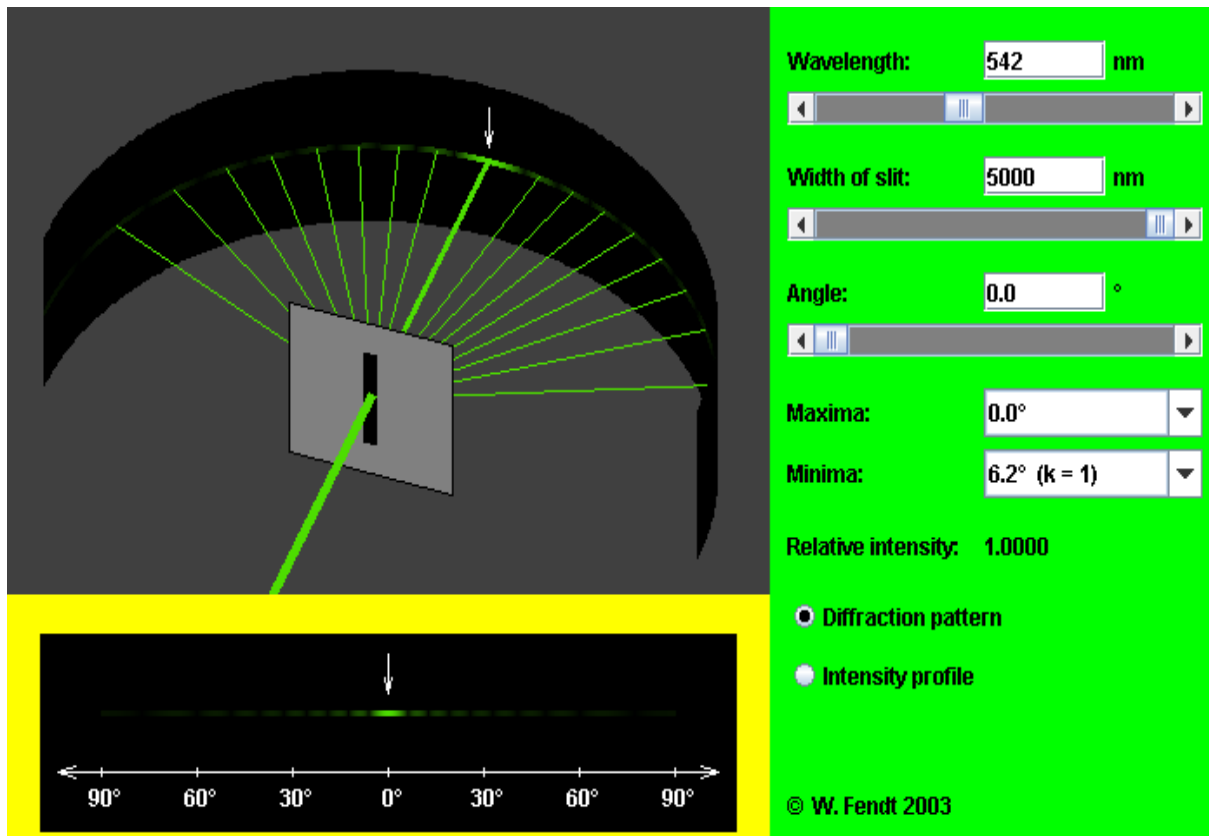 Wavelength: 542 nm
Width of slit: 5000 nm
Angle: 0.0 °
Maxima: 0.0°
Minima: 6.2° (k = 1)
Relative intensity: 1.0000
Diffraction pattern
Intensity profile
90° 60° 30° 0° 30° 60° 90°
© W. Fendt 2003